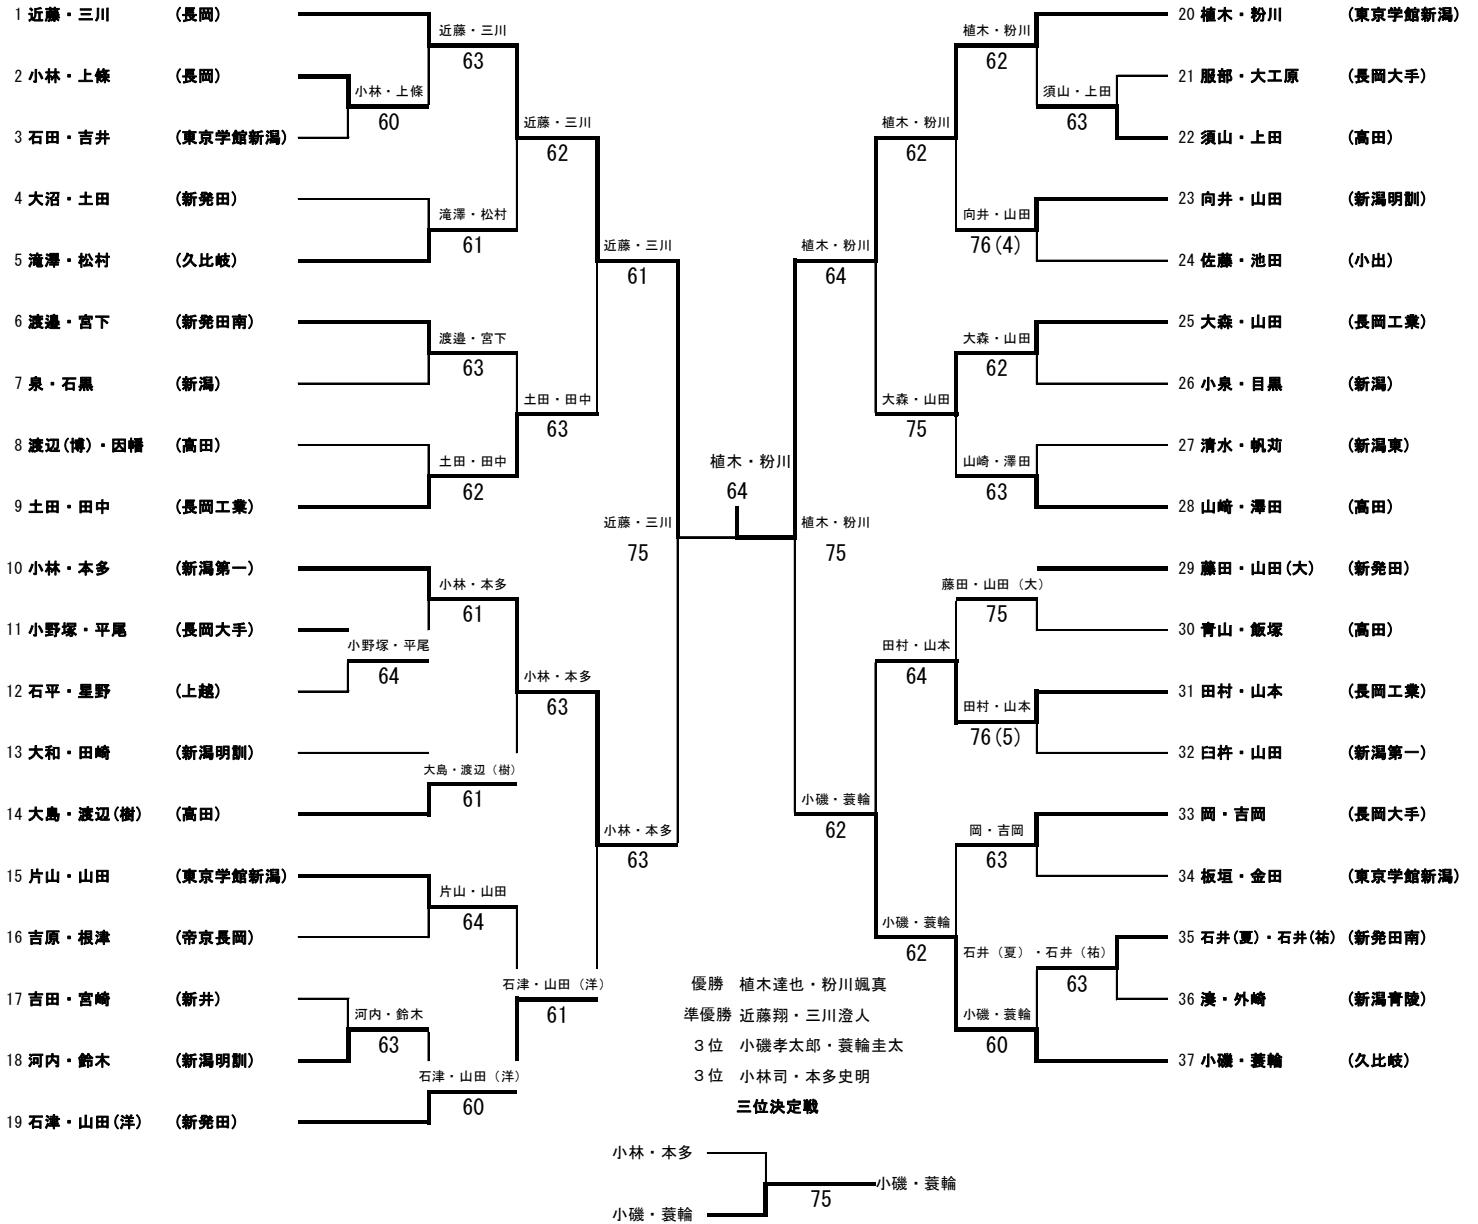 1 近藤・三川 (長岡)
2 小林・上條 (長岡)
3 石田・吉井 (東京学館新潟)
4 大沼・土田 (新発田)
5 滝澤・松村 (久比岐)
6 渡邉・宮下 (新発田南)
7 泉・石黒 (新潟)
8 渡辺(博)・因幡 (高田)
9 土田・田中 (長岡工業)
10 小林・本多 (新潟第一)
11 小野塚・平尾 (長岡大手)
12 石平・星野 (上越)
13 大和・田崎 (新潟明訓)
14 大島・渡辺(樹) (高田)
15 片山・山田 (東京学館新潟)
16 吉原・根津 (帝京長岡)
17 吉田・宮崎 (新井)
18 河内・鈴木 (新潟明訓)
19 石津・山田(洋) (新発田)
小林・上條
60
小野塚・平尾
64
河内・鈴木
63
近藤・三川
63
滝澤・松村
61
渡邉・宮下
63
土田・田中
62
小林・本多
61
大島・渡辺（樹）
61
片山・山田
64
石津・山田（洋）
60
近藤・三川
62
土田・田中
63
小林・本多
63
石津・山田（洋）
61
近藤・三川
61
小林・本多
63
近藤・三川
75
植木・粉川
64
植木・粉川
75
植木・粉川
64
小磯・蓑輪
62
植木・粉川
62
大森・山田
75
田村・山本
64
小磯・蓑輪
62
植木・粉川
62
向井・山田
76(4)
大森・山田
62
山崎・澤田
63
藤田・山田（大）
75
田村・山本
76(5)
岡・吉岡
63
小磯・蓑輪
60
須山・上田
63
石井（夏）・石井（祐）
63
20 植木・粉川 (東京学館新潟)
21 服部・大工原 (長岡大手)
22 須山・上田 (高田)
23 向井・山田 (新潟明訓)
24 佐藤・池田 (小出)
25 大森・山田 (長岡工業)
26 小泉・目黒 (新潟)
27 清水・帆苅 (新潟東)
28 山﨑・澤田 (高田)
29 藤田・山田(大) (新発田)
30 青山・飯塚 (高田)
31 田村・山本 (長岡工業)
32 臼杵・山田 (新潟第一)
33 岡・吉岡 (長岡大手)
34 板垣・金田 (東京学館新潟)
35 石井(夏)・石井(祐) (新発田南)
36 湊・外崎 (新潟青陵)
37 小磯・蓑輪 (久比岐)
優勝 植木達也・粉川颯真
準優勝 近藤翔・三川澄人
３位 小磯孝太郎・蓑輪圭太
３位 小林司・本多史明
三位決定戦
小林・本多
小磯・蓑輪
75
小磯・蓑輪